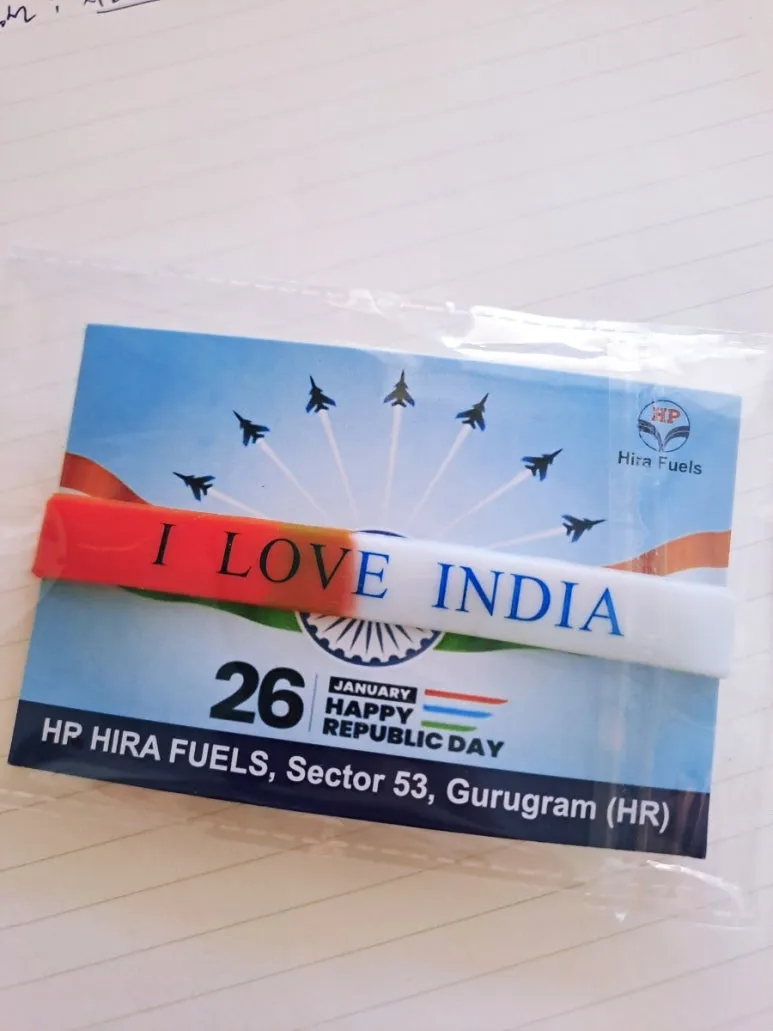 HP
Hira Fuels
I LOVE INDIA
26
JANUARY
HAPPY
REPUBLIC DAY
HP HIRA FUELS, Sector 53, Gurugram (HR)